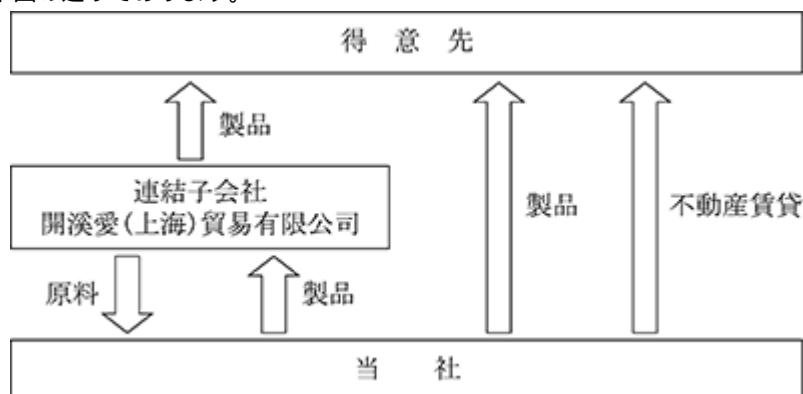 得意先
製品
連結子会社
開溪愛(上海)貿易有限公司
製品
不動産賃貸
原料
製品
当社